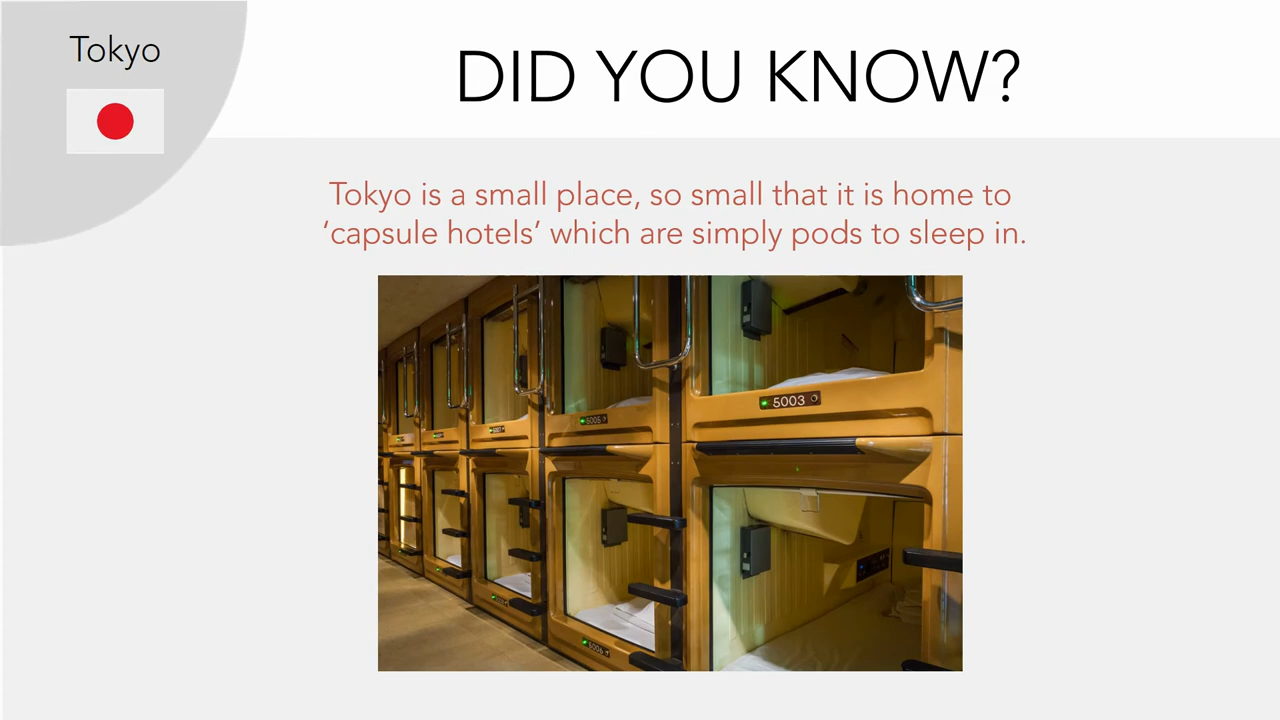 Tokyo
DID YOU KNOW?
Tokyo is a small place, so small that it is home to
‘capsule hotels’ which are simply pods to sleep in.
5003
5005